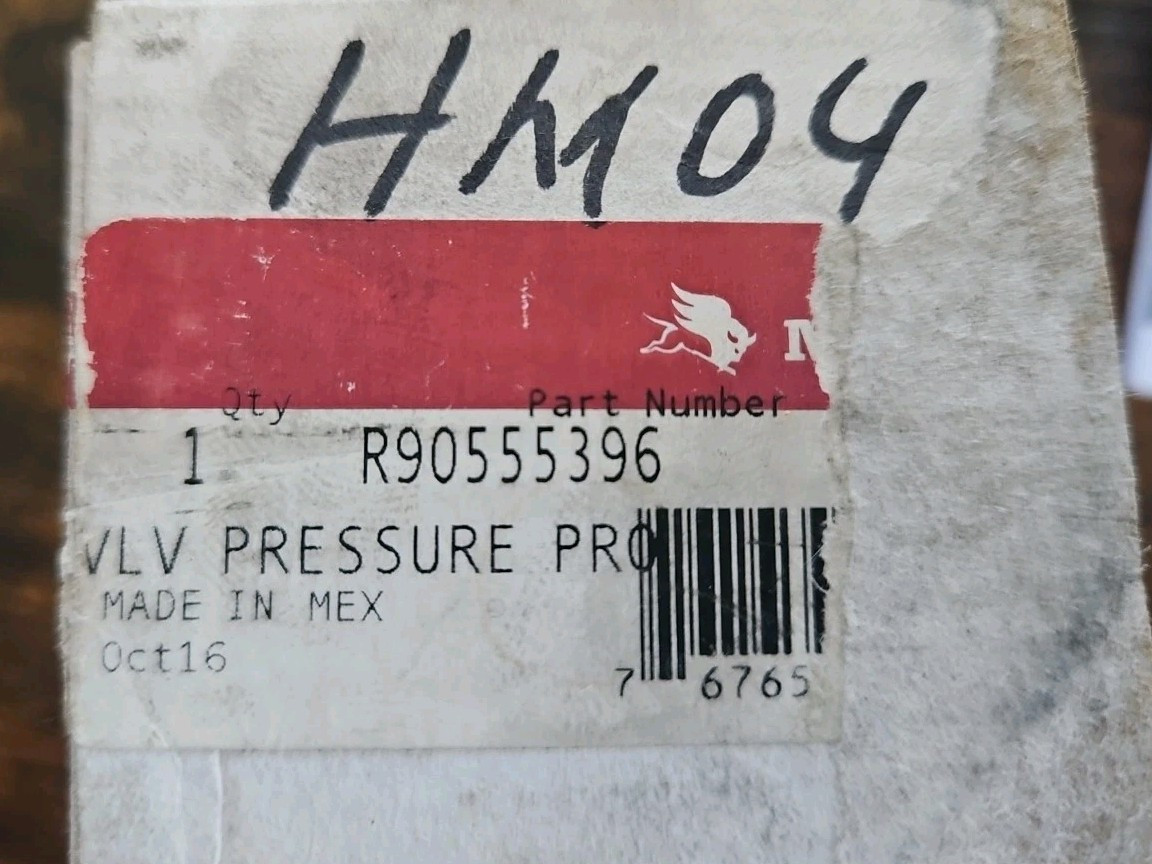 HM04
Qty Part Number
1 R90555396
VLV PRESSURE PRO
MADE IN MEX
Oct16
7 6765